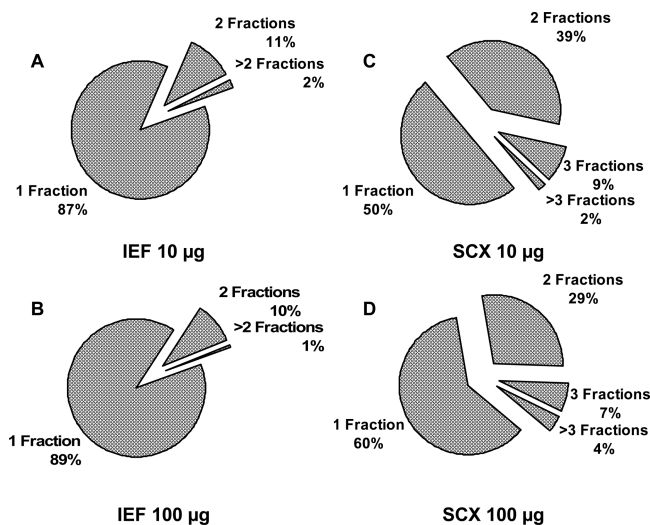 A
2 Fractions
11%
>2 Fractions
2%
1 Fraction
87%
IEF 10 µg
C
2 Fractions
39%
3 Fractions
9%
>3 Fractions
2%
1 Fraction
50%
SCX 10 µg
B
2 Fractions
10%
>2 Fractions
1%
1 Fraction
89%
IEF 100 µg
D
2 Fractions
29%
3 Fractions
7%
>3 Fractions
4%
1 Fraction
60%
SCX 100 µg